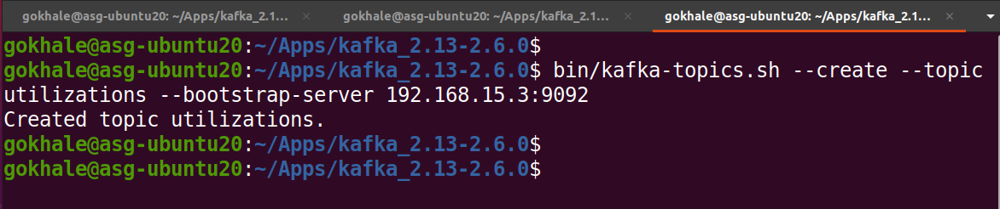 gokhale@asg-ubuntu20: ~/Apps/kafka_2.1... × gokhale@asg-ubuntu20: ~/Apps/kafka_2.1... × gokhale@asg-ubuntu20: ~/Apps/kafka_2.1... ×
gokhale@asg-ubuntu20:~/Apps/kafka_2.13-2.6.0$
gokhale@asg-ubuntu20:~/Apps/kafka_2.13-2.6.0$ bin/kafka-topics.sh --create --topic
utilizations --bootstrap-server 192.168.15.3:9092
Created topic utilizations.
gokhale@asg-ubuntu20:~/Apps/kafka_2.13-2.6.0$
gokhale@asg-ubuntu20:~/Apps/kafka_2.13-2.6.0$